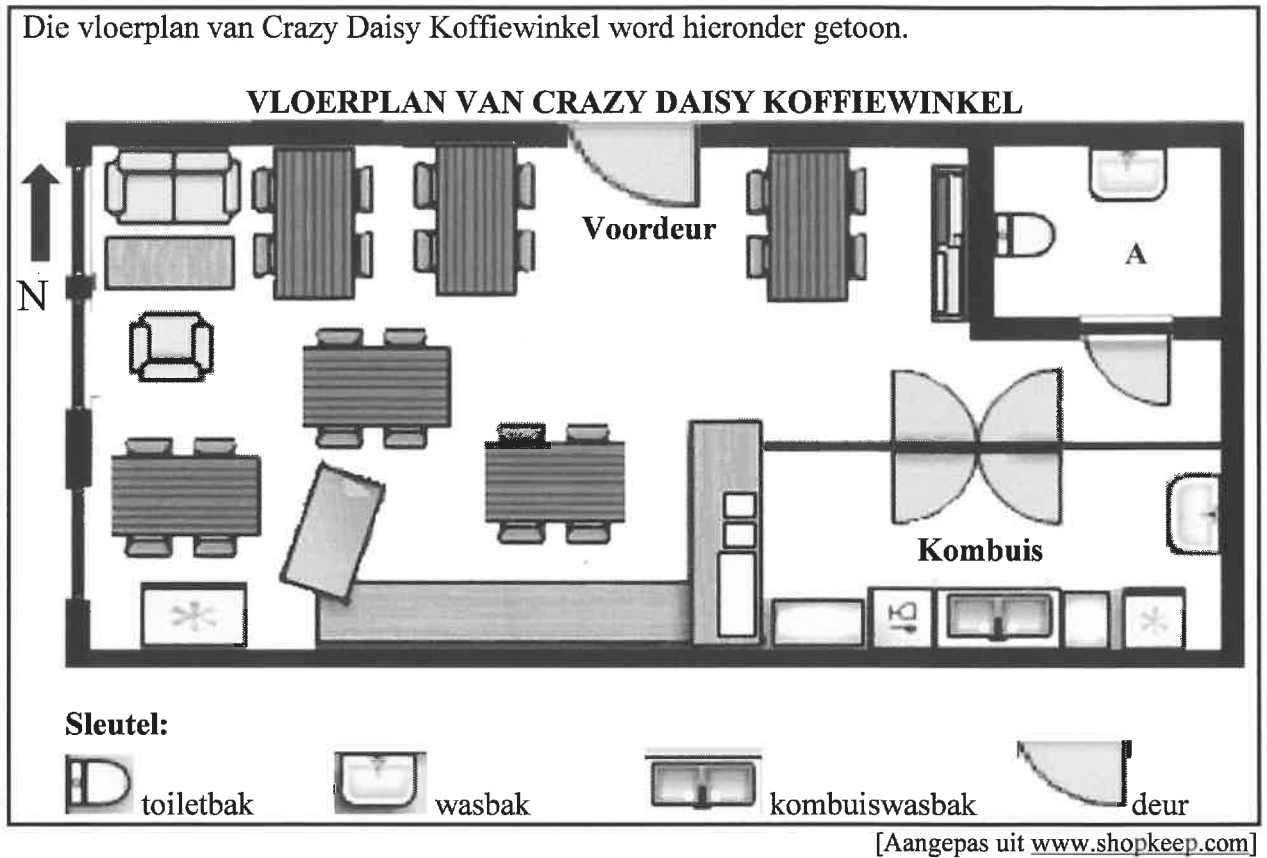 Die vloerplan van Crazy Daisy Koffiewinkel word hieronder getoon.
VLOERPLAN VAN CRAZY DAISY KOFFIEWINKEL
N
Voordeur
A
Kombuis
Sleutel:
toiletbak wasbak kombuiswasbak deur
[Aangepas uit www.shopkeep.com]